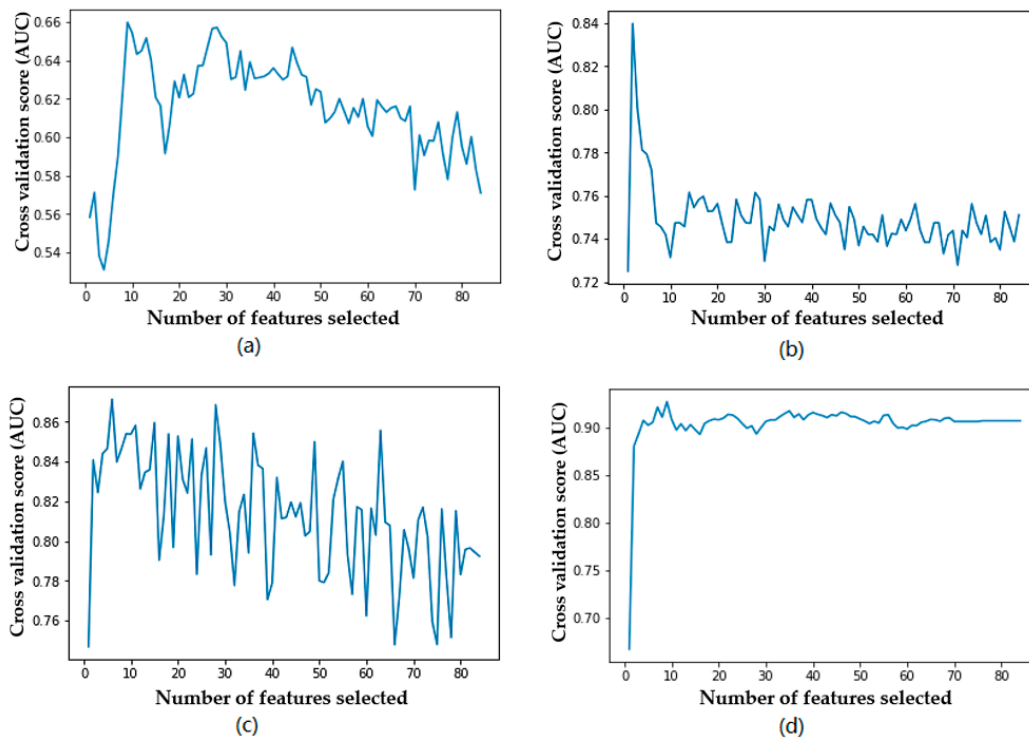 Cross validation score (AUC)
0.66
0.64
0.62
0.60
0.58
0.56
0.54
0 10 20 30 40 50 60 70 80
Number of features selected
(a)
Cross validation score (AUC)
0.84
0.82
0.80
0.78
0.76
0.74
0.72
0 10 20 30 40 50 60 70 80
Number of features selected
(b)
Cross validation score (AUC)
0.86
0.84
0.82
0.80
0.78
0.76
0 10 20 30 40 50 60 70 80
Number of features selected
(c)
Cross validation score (AUC)
0.90
0.85
0.80
0.75
0.70
0 10 20 30 40 50 60 70 80
Number of features selected
(d)